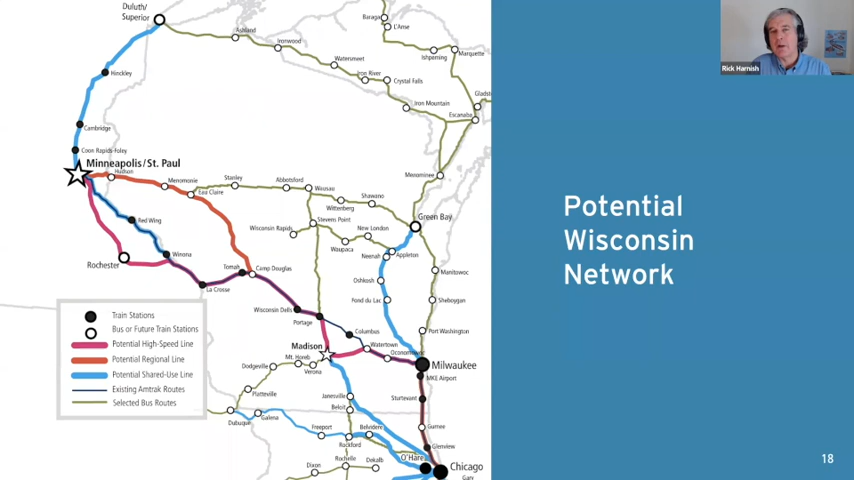 Duluth/
Superior
Ashland
Ironwood
Watersmeet
Iron River
Crystal Falls
Iron Mountain
Baraga
L'Anse
Ishpeming
Marquette
Gladst
Escanaba
Menominee
Hinckley
Cambridge
Coon Rapids-Foley
Minneapolis/St. Paul
Hudson
Menomonie
Eau Claire
Stanley
Abbottsford
Wausau
Wittenberg
Shawano
Green Bay
Wisconsin Rapids
Stevens Point
New London
Waupaca
Appleton
Neenah
Oshkosh
Fond du Lac
Manitowoc
Sheboygan
Port Washington
Red Wing
Winona
Rochester
La Crosse
Tomah
Camp Douglas
Wisconsin Dells
Portage
Columbus
Watertown
Oconomowoc
Madison
Milwaukee
MKE Airport
Mt. Horeb
Verona
Dodgeville
Platteville
Dubuque
Galena
Freeport
Janesville
Beloit
Belvidere
Rockford
Rochelle
Dekalb
Dixon
Sturtevant
Gurnee
Glenview
O'Hare
Chicago
Gary
Train Stations
Bus or Future Train Stations
Potential High-Speed Line
Potential Regional Line
Potential Shared-Use Line
Existing Amtrak Routes
Selected Bus Routes
Potential
Wisconsin
Network
Rick Harnish
18